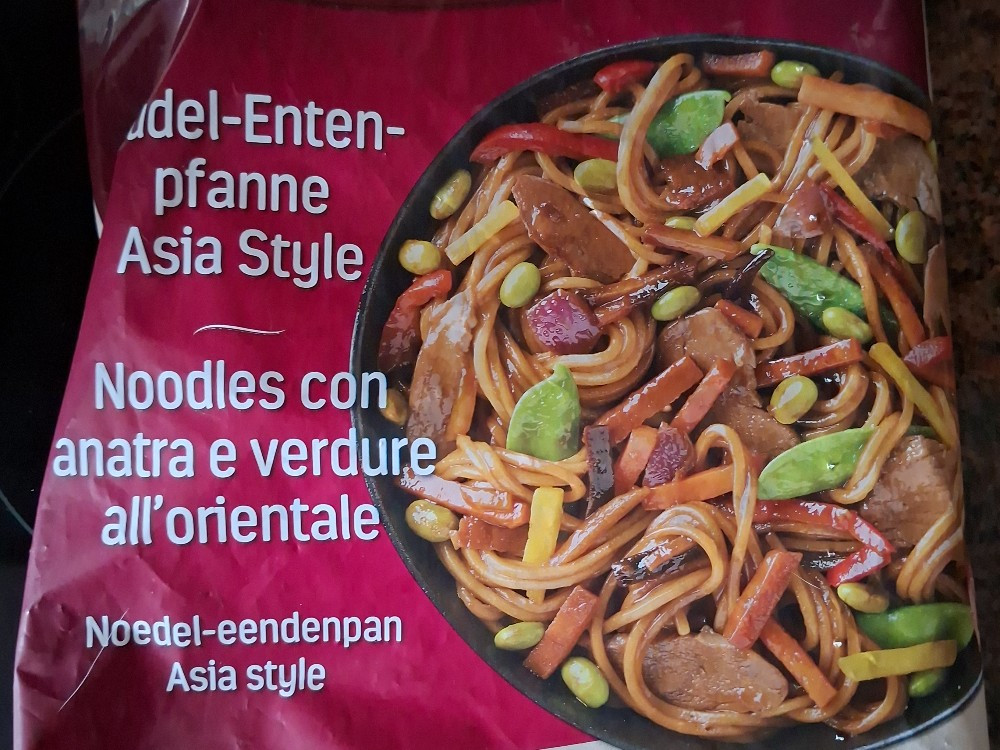 udel-Enten-
pfanne
Asia Style
Noodles con
anatra e verdure
all'orientale
Noedel-eendenpan
Asia style